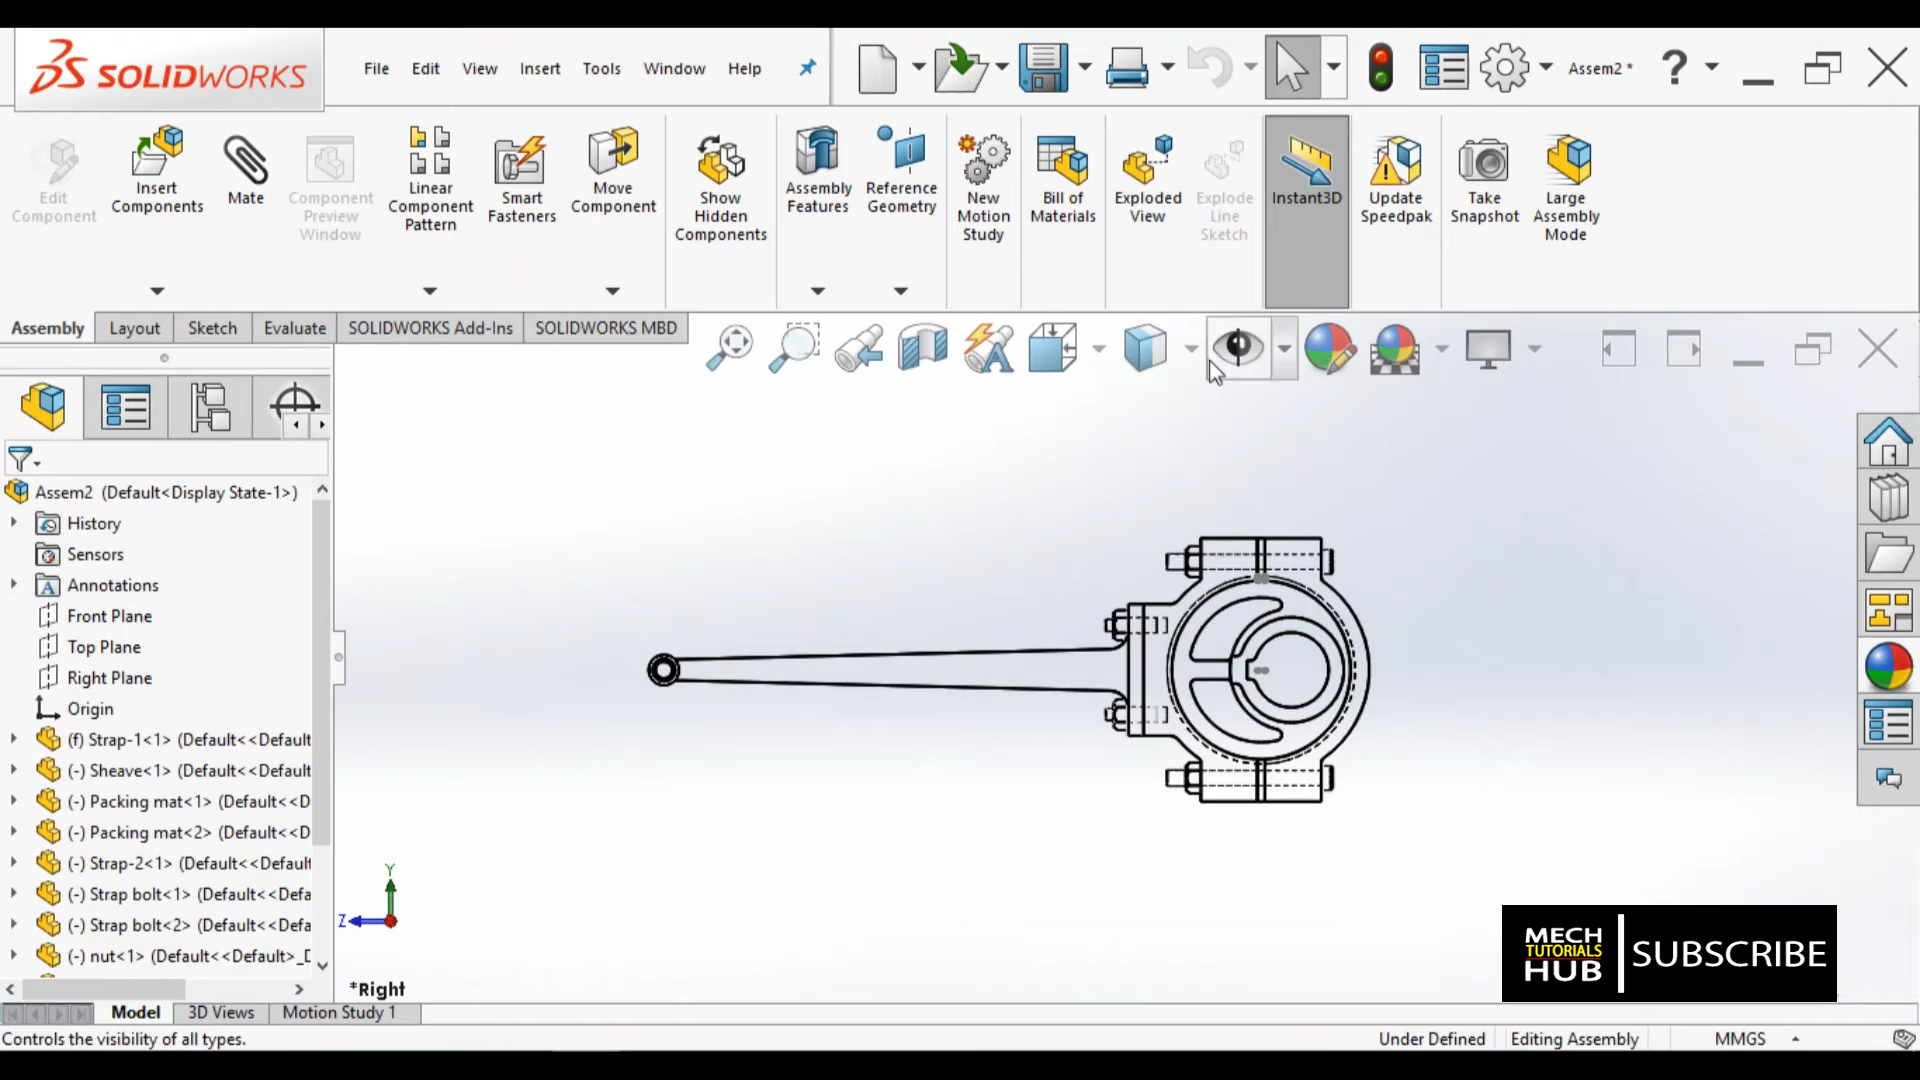 SOLIDWORKS
File Edit View Insert Tools Window Help
Assem2 *
Edit Component
Insert Components
Mate
Component Preview Window
Linear Component Pattern
Smart Fasteners
Move Component
Show Hidden Components
Assembly Features
Reference Geometry
New Motion Study
Bill of Materials
Exploded View
Explode Line Sketch
Instant3D
Update Speedpak
Take Snapshot
Large Assembly Mode
Assembly Layout Sketch Evaluate SOLIDWORKS Add-Ins SOLIDWORKS MBD
Assem2 (Default<Display State-1>)
History
Sensors
Annotations
Front Plane
Top Plane
Right Plane
Origin
(f) Strap-1<1> (Default<<Default
(-) Sheave<1> (Default<<Default
(-) Packing mat<1> (Default<<D
(-) Packing mat<2> (Default<<D
(-) Strap-2<1> (Default<<Default
(-) Strap bolt<1> (Default<<Defa
(-) Strap bolt<2> (Default<<Defa
(-) nut<1> (Default<<Default>_D
Y
Z
*Right
MECH
TUTORIALS
HUB
SUBSCRIBE
Model 3D Views Motion Study 1
Controls the visibility of all types.
Under Defined Editing Assembly MMGS